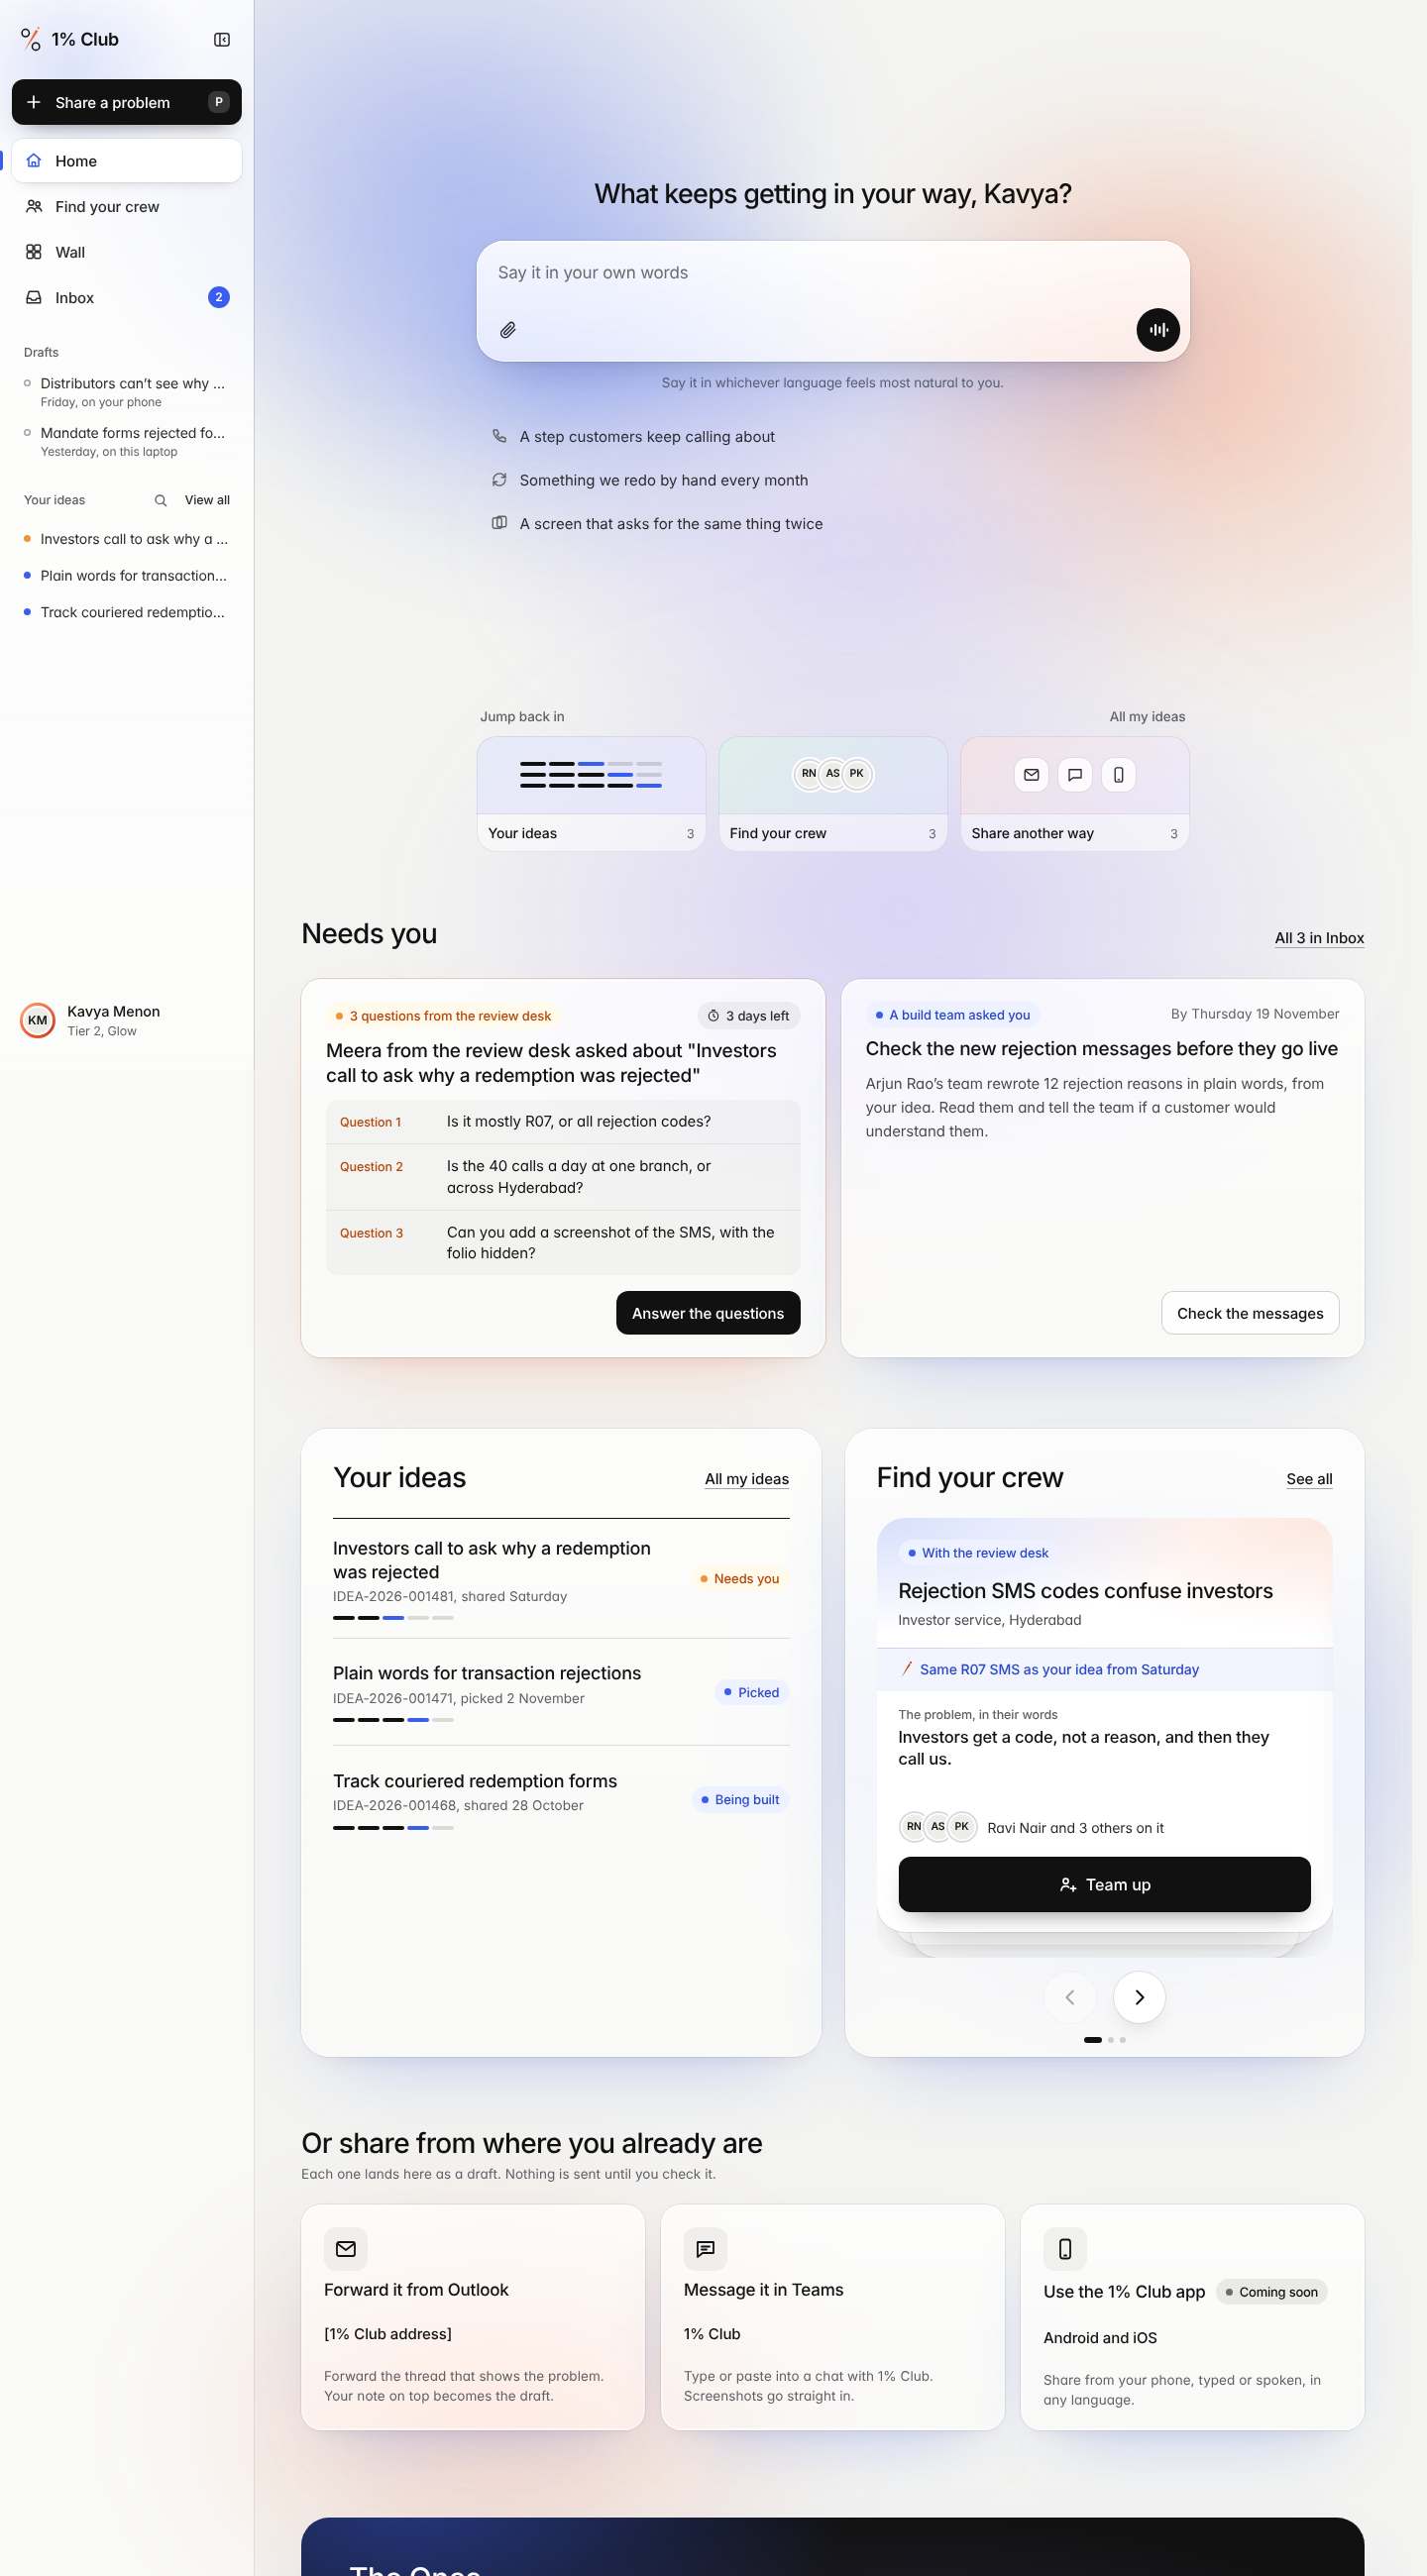 1% Club
Share a problem
P
Home
Find your crew
Wall
Inbox
2
Drafts
Distributors can't see why ...
Friday, on your phone
Mandate forms rejected fo...
Yesterday, on this laptop
Your ideas
View all
Investors call to ask why a ...
Plain words for transaction...
Track couriered redemptio...
KM
Kavya Menon
Tier 2, Glow
What keeps getting in your way, Kavya?
Say it in your own words
Say it in whichever language feels most natural to you.
A step customers keep calling about
Something we redo by hand every month
A screen that asks for the same thing twice
Jump back in
All my ideas
Your ideas
3
RN AS PK
Find your crew
3
Share another way
3
Needs you
All 3 in Inbox
3 questions from the review desk
3 days left
Meera from the review desk asked about "Investors
call to ask why a redemption was rejected"
Question 1
Is it mostly R07, or all rejection codes?
Question 2
Is the 40 calls a day at one branch, or
across Hyderabad?
Question 3
Can you add a screenshot of the SMS, with the
folio hidden?
Answer the questions
A build team asked you
By Thursday 19 November
Check the new rejection messages before they go live
Arjun Rao's team rewrote 12 rejection reasons in plain words, from
your idea. Read them and tell the team if a customer would
understand them.
Check the messages
Your ideas
All my ideas
Investors call to ask why a redemption
was rejected
IDEA-2026-001481, shared Saturday
Needs you
Plain words for transaction rejections
IDEA-2026-001471, picked 2 November
Picked
Track couriered redemption forms
IDEA-2026-001468, shared 28 October
Being built
Find your crew
See all
With the review desk
Rejection SMS codes confuse investors
Investor service, Hyderabad
Same R07 SMS as your idea from Saturday
The problem, in their words
Investors get a code, not a reason, and then they
call us.
RN AS PK
Ravi Nair and 3 others on it
Team up
Or share from where you already are
Each one lands here as a draft. Nothing is sent until you check it.
Forward it from Outlook
[1% Club address]
Forward the thread that shows the problem.
Your note on top becomes the draft.
Message it in Teams
1% Club
Type or paste into a chat with 1% Club.
Screenshots go straight in.
Use the 1% Club app
Coming soon
Android and iOS
Share from your phone, typed or spoken, in
any language.
The Ones